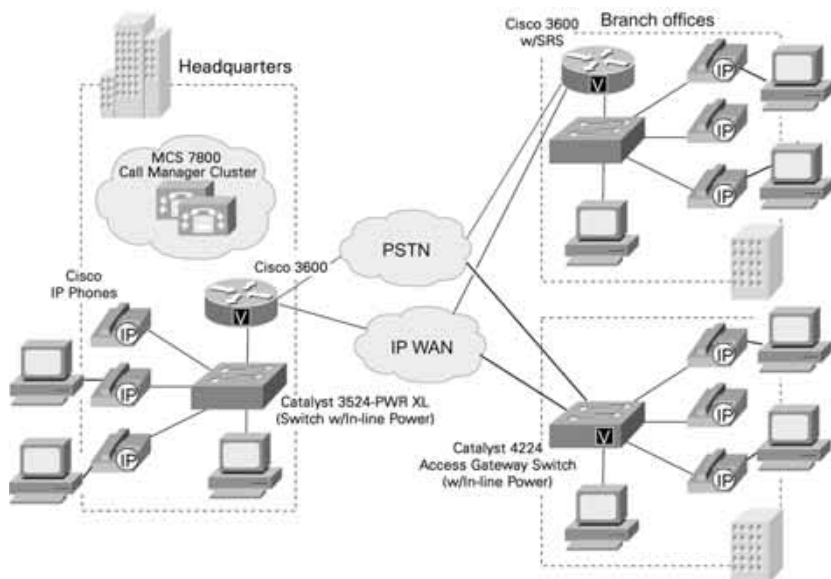 Headquarters
MCS 7800
Call Manager Cluster
Cisco
IP Phones
IP
IP
IP
Cisco 3600
V
Catalyst 3524-PWR XL
(Switch w/In-line Power)
PSTN
IP WAN
Cisco 3600
w/SRS
Branch offices
V
IP
IP
IP
Catalyst 4224
Access Gateway Switch
(w/In-line Power)
V
IP
IP
IP